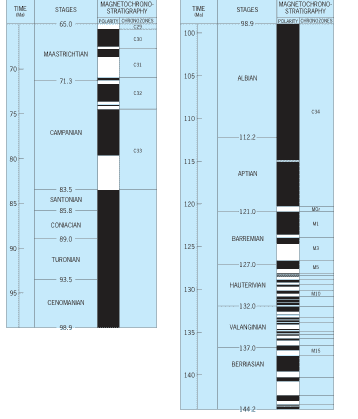 TIME
(Ma)
STAGES
MAGNETOCHRONO-
STRATIGRAPHY
POLARITY
CHRONOZONES
65.0
C29
C30
MAASTRICHTIAN
C31
70
71.3
C32
75
CAMPANIAN
C33
80
83.5
SANTONIAN
85
85.8
CONIACIAN
89.0
90
TURONIAN
93.5
95
CENOMANIAN
98.9
TIME
(Ma)
STAGES
MAGNETOCHRONO-
STRATIGRAPHY
POLARITY
CHRONOZONES
98.9
100
ALBIAN
105
C34
110
112.2
115
APTIAN
120
M0r
121.0
M1
BARREMIAN
M3
125
127.0
M5
HAUTERIVIAN
M10
130
132.0
VALANGINIAN
135
137.0
M15
BERRIASIAN
140
144.2